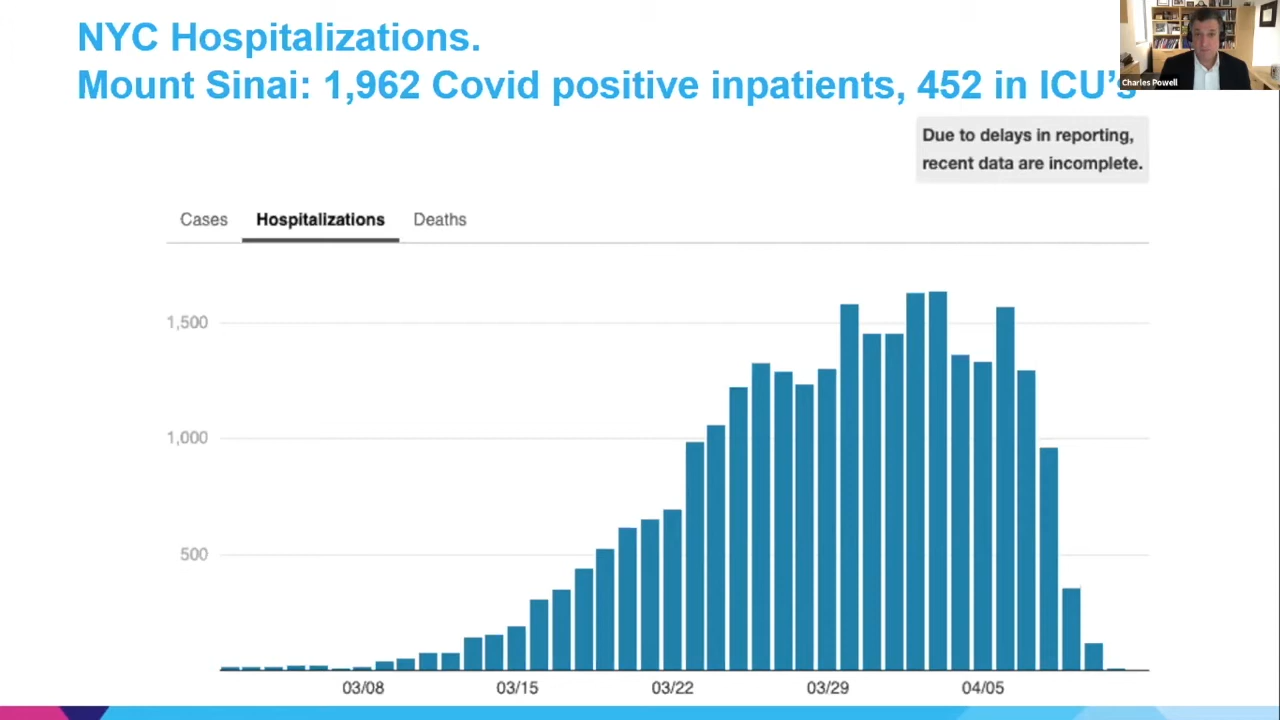 NYC Hospitalizations.
Mount Sinai: 1,962 Covid positive inpatients, 452 in ICU's
Charles Powell
Due to delays in reporting,
recent data are incomplete.
Cases Hospitalizations Deaths
1,500
1,000
500
03/08 03/15 03/22 03/29 04/05